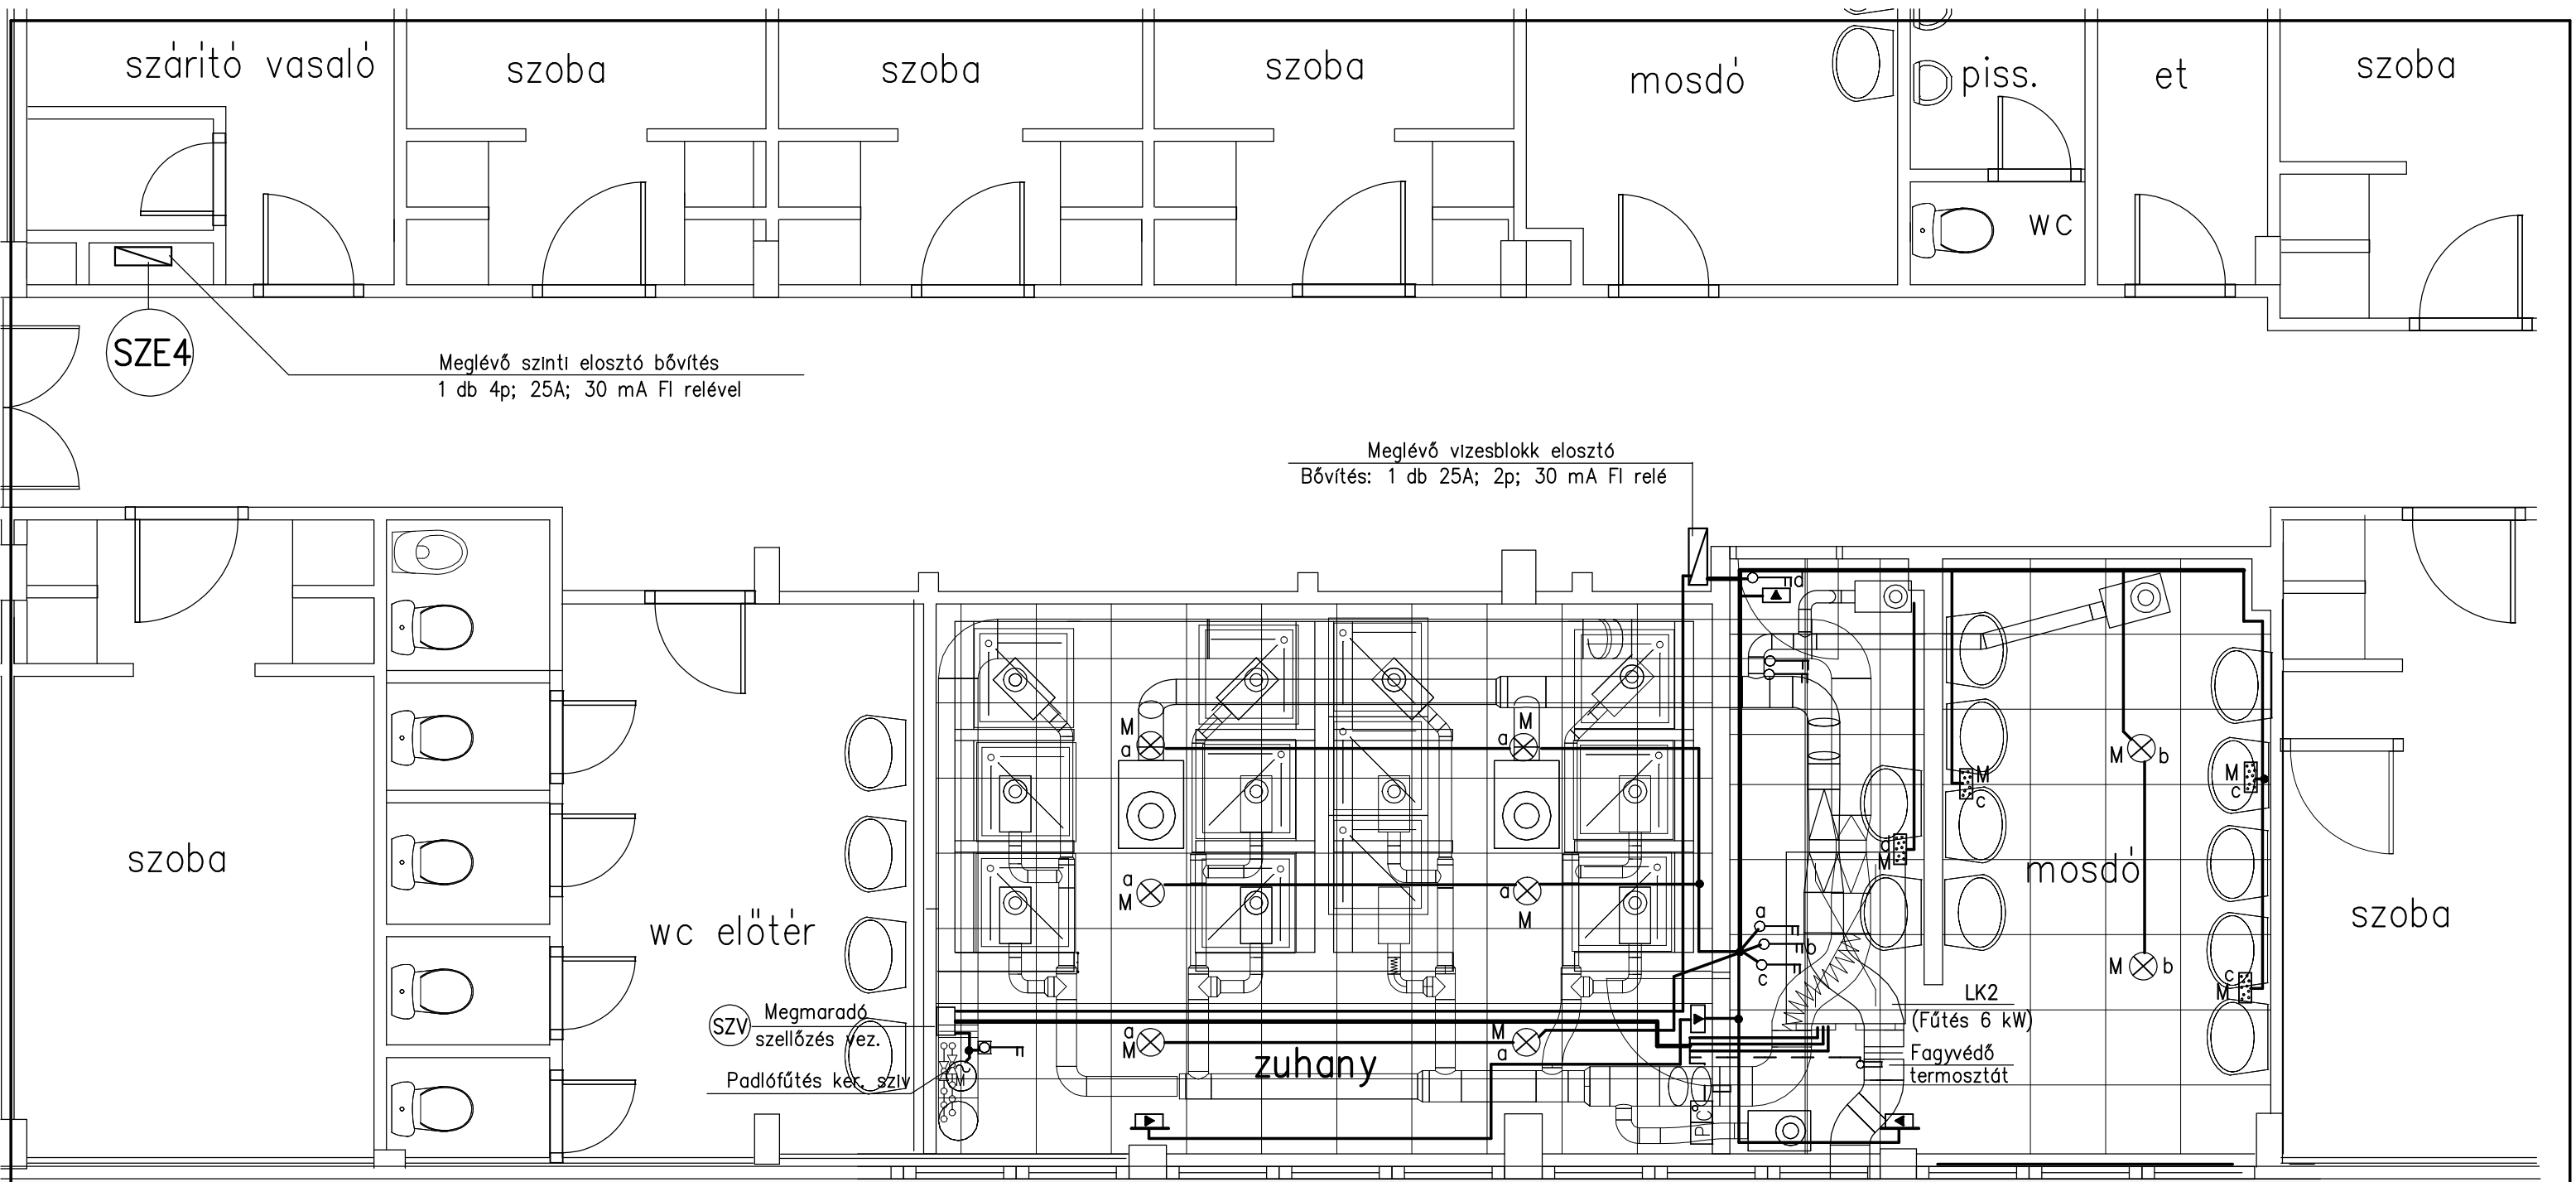 szárító vasaló
szoba
szoba
szoba
mosdó
piss.
et
szoba
WC
SZE4
Meglévő szinti elosztó bővítés
1 db 4p; 25A; 30 mA FI relével
Meglévő vizesblokk elosztó
Bővítés: 1 db 25A; 2p; 30 mA FI relé
d
M
a
M
a
M
b
M
c
M
c
d
M
szoba
mosdó
a
M
a
M
szoba
wc előtér
a
b
c
M
b
c
M
SZV
Megmaradó
szellőzés vez.
LK2
(Fűtés 6 kW)
a
M
M
a
zuhany
Fagyvédő
termosztát
Padlófűtés ker. sziv
M